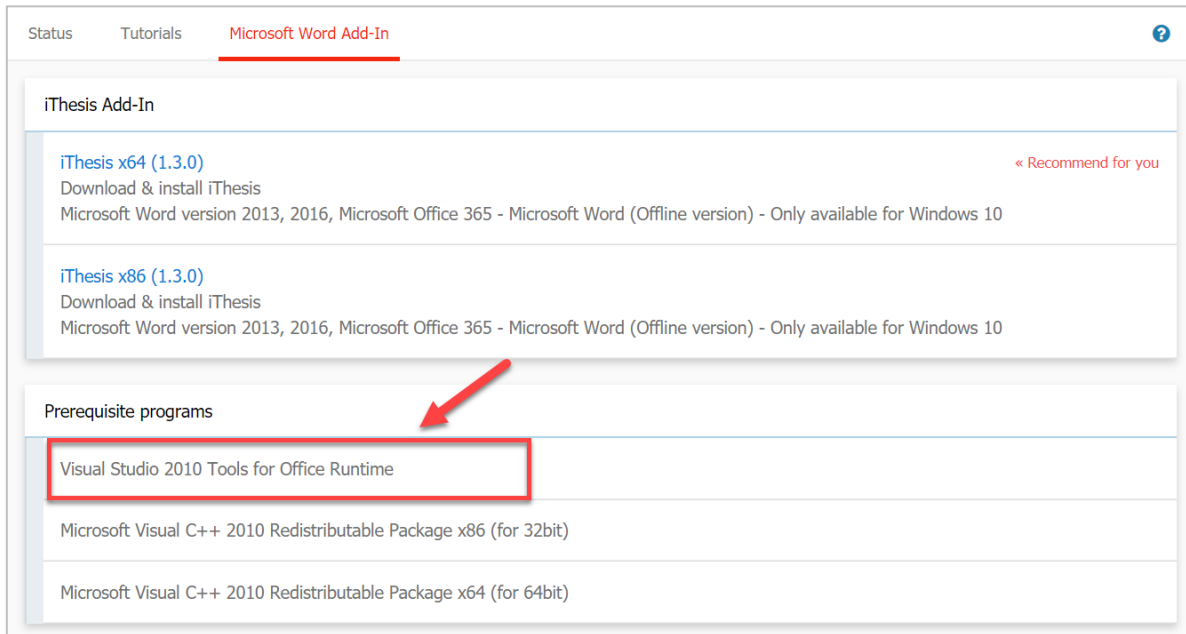 Status Tutorials Microsoft Word Add-In ?
iThesis Add-In
iThesis x64 (1.3.0) « Recommend for you
Download & install iThesis
Microsoft Word version 2013, 2016, Microsoft Office 365 - Microsoft Word (Offline version) - Only available for Windows 10
iThesis x86 (1.3.0)
Download & install iThesis
Microsoft Word version 2013, 2016, Microsoft Office 365 - Microsoft Word (Offline version) - Only available for Windows 10
Prerequisite programs
Visual Studio 2010 Tools for Office Runtime
Microsoft Visual C++ 2010 Redistributable Package x86 (for 32bit)
Microsoft Visual C++ 2010 Redistributable Package x64 (for 64bit)